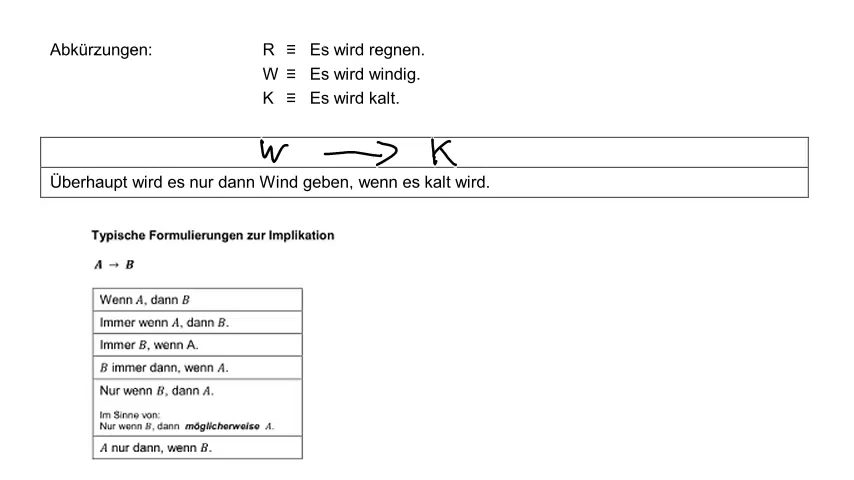 Abkürzungen: R ≡ Es wird regnen.
W ≡ Es wird windig.
K ≡ Es wird kalt.
W → K
Überhaupt wird es nur dann Wind geben, wenn es kalt wird.
Typische Formulierungen zur Implikation
A → B
Wenn A, dann B
Immer wenn A, dann B.
Immer B, wenn A.
B immer dann, wenn A.
Nur wenn B, dann A.
Im Sinne von:
Nur wenn B, dann möglicherweise A.
A nur dann, wenn B.